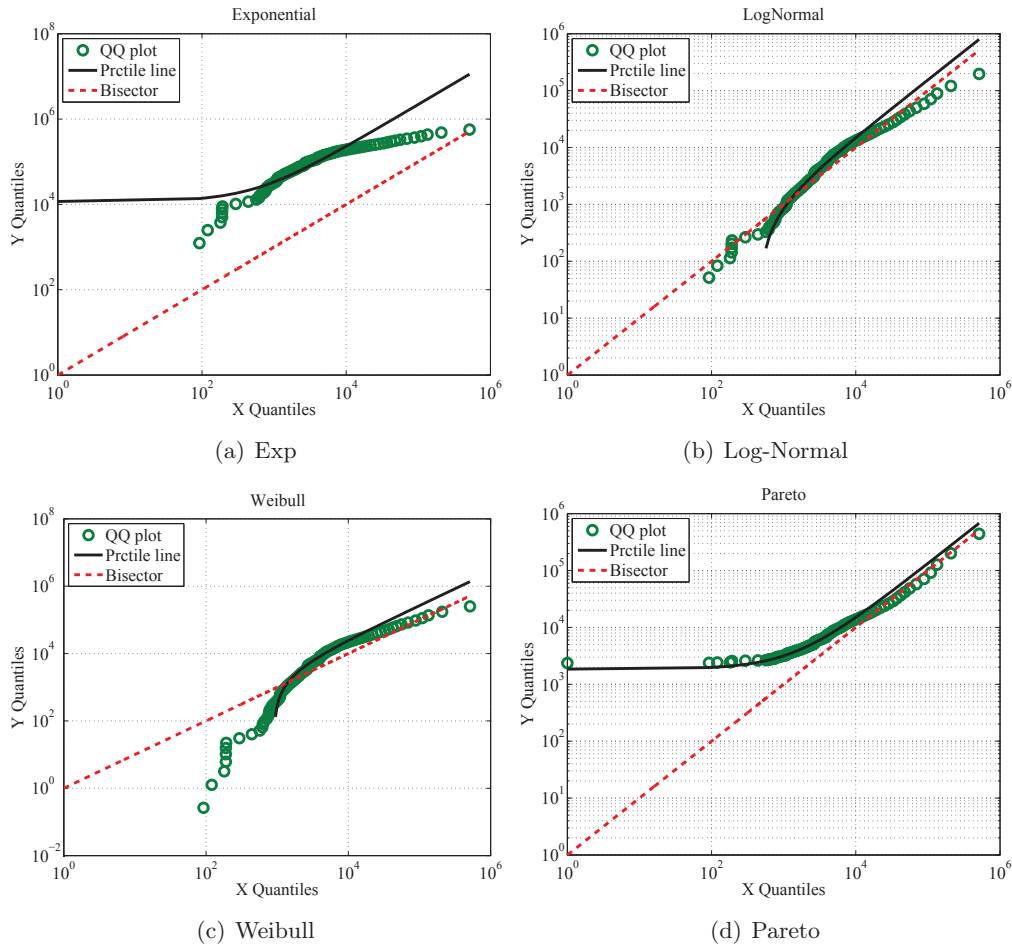 Exponential
10^8
10^6
10^4
10^2
10^0
Y Quantiles
QQ plot
Prctile line
Bisector
10^0 10^2 10^4 10^6
X Quantiles
(a) Exp
LogNormal
10^6
10^5
10^4
10^3
10^2
10^1
10^0
Y Quantiles
QQ plot
Prctile line
Bisector
10^0 10^2 10^4 10^6
X Quantiles
(b) Log-Normal
Weibull
10^8
10^6
10^4
10^2
10^0
10^−2
Y Quantiles
QQ plot
Prctile line
Bisector
10^0 10^2 10^4 10^6
X Quantiles
(c) Weibull
Pareto
10^6
10^5
10^4
10^3
10^2
10^1
10^0
Y Quantiles
QQ plot
Prctile line
Bisector
10^0 10^2 10^4 10^6
X Quantiles
(d) Pareto